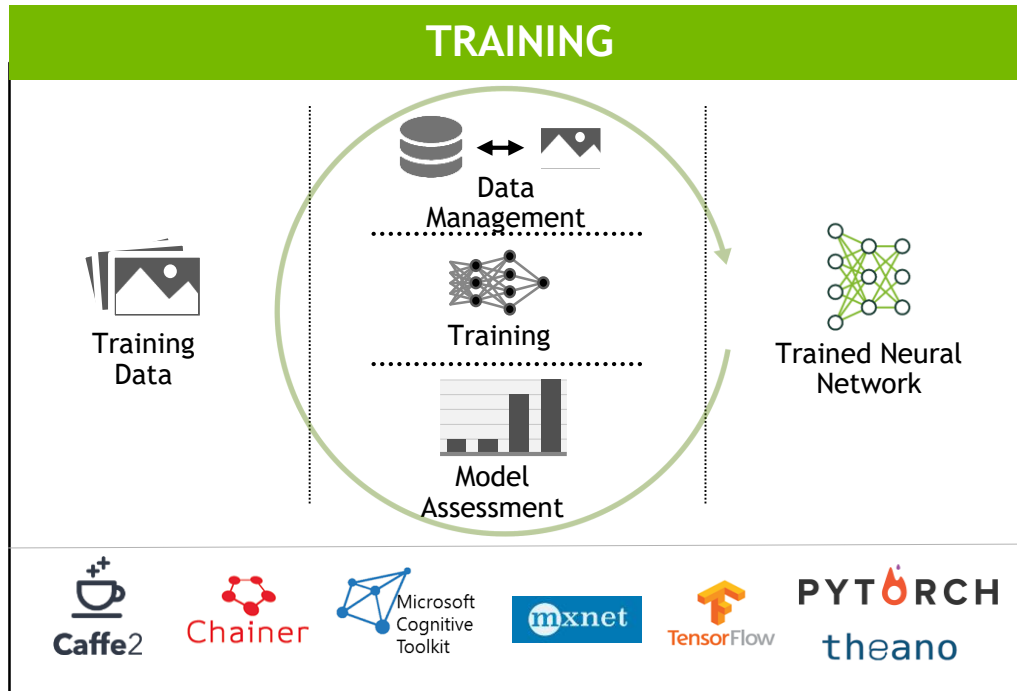 TRAINING
Data
Management
Training
Data
Training
Trained Neural
Network
Model
Assessment
Caffe2
Chainer
Microsoft
Cognitive
Toolkit
mxnet
TensorFlow
PYTORCH
theano